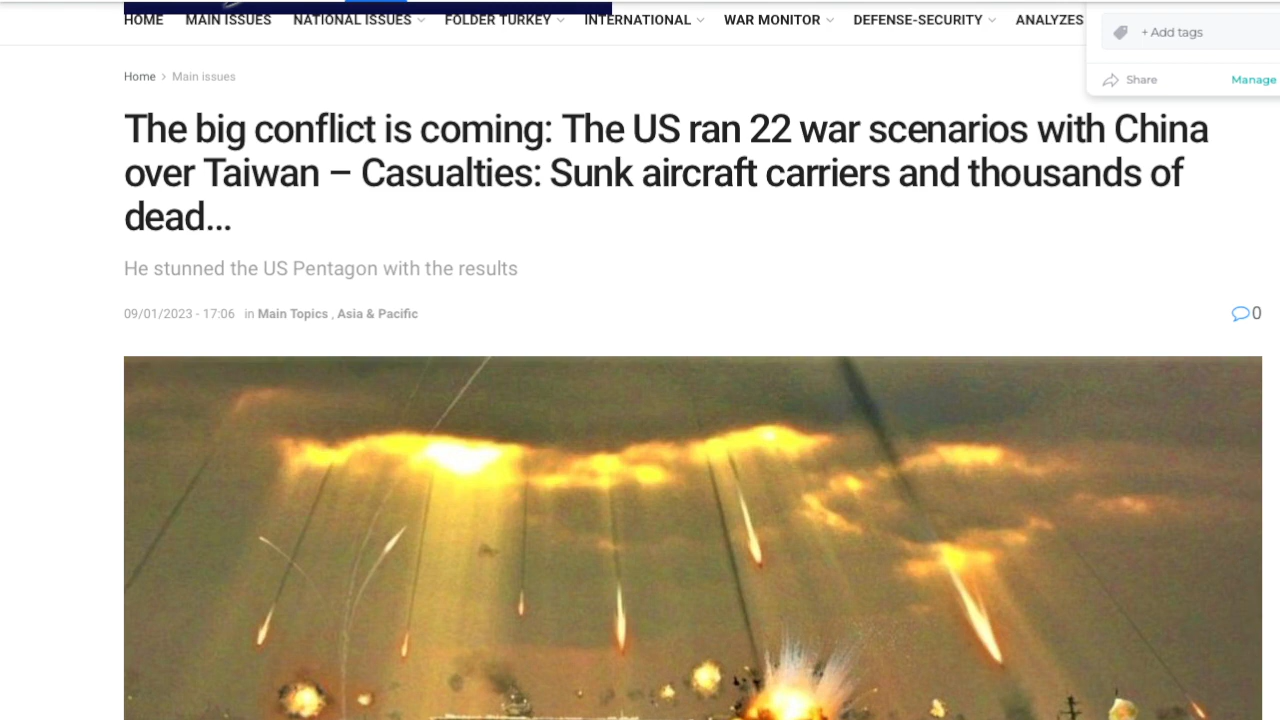 HOME MAIN ISSUES NATIONAL ISSUES FOLDER TURKEY INTERNATIONAL WAR MONITOR DEFENSE-SECURITY ANALYZES
+ Add tags
Share Manage
Home > Main issues
The big conflict is coming: The US ran 22 war scenarios with China
over Taiwan – Casualties: Sunk aircraft carriers and thousands of
dead...
He stunned the US Pentagon with the results
09/01/2023 - 17:06 in Main Topics , Asia & Pacific
0